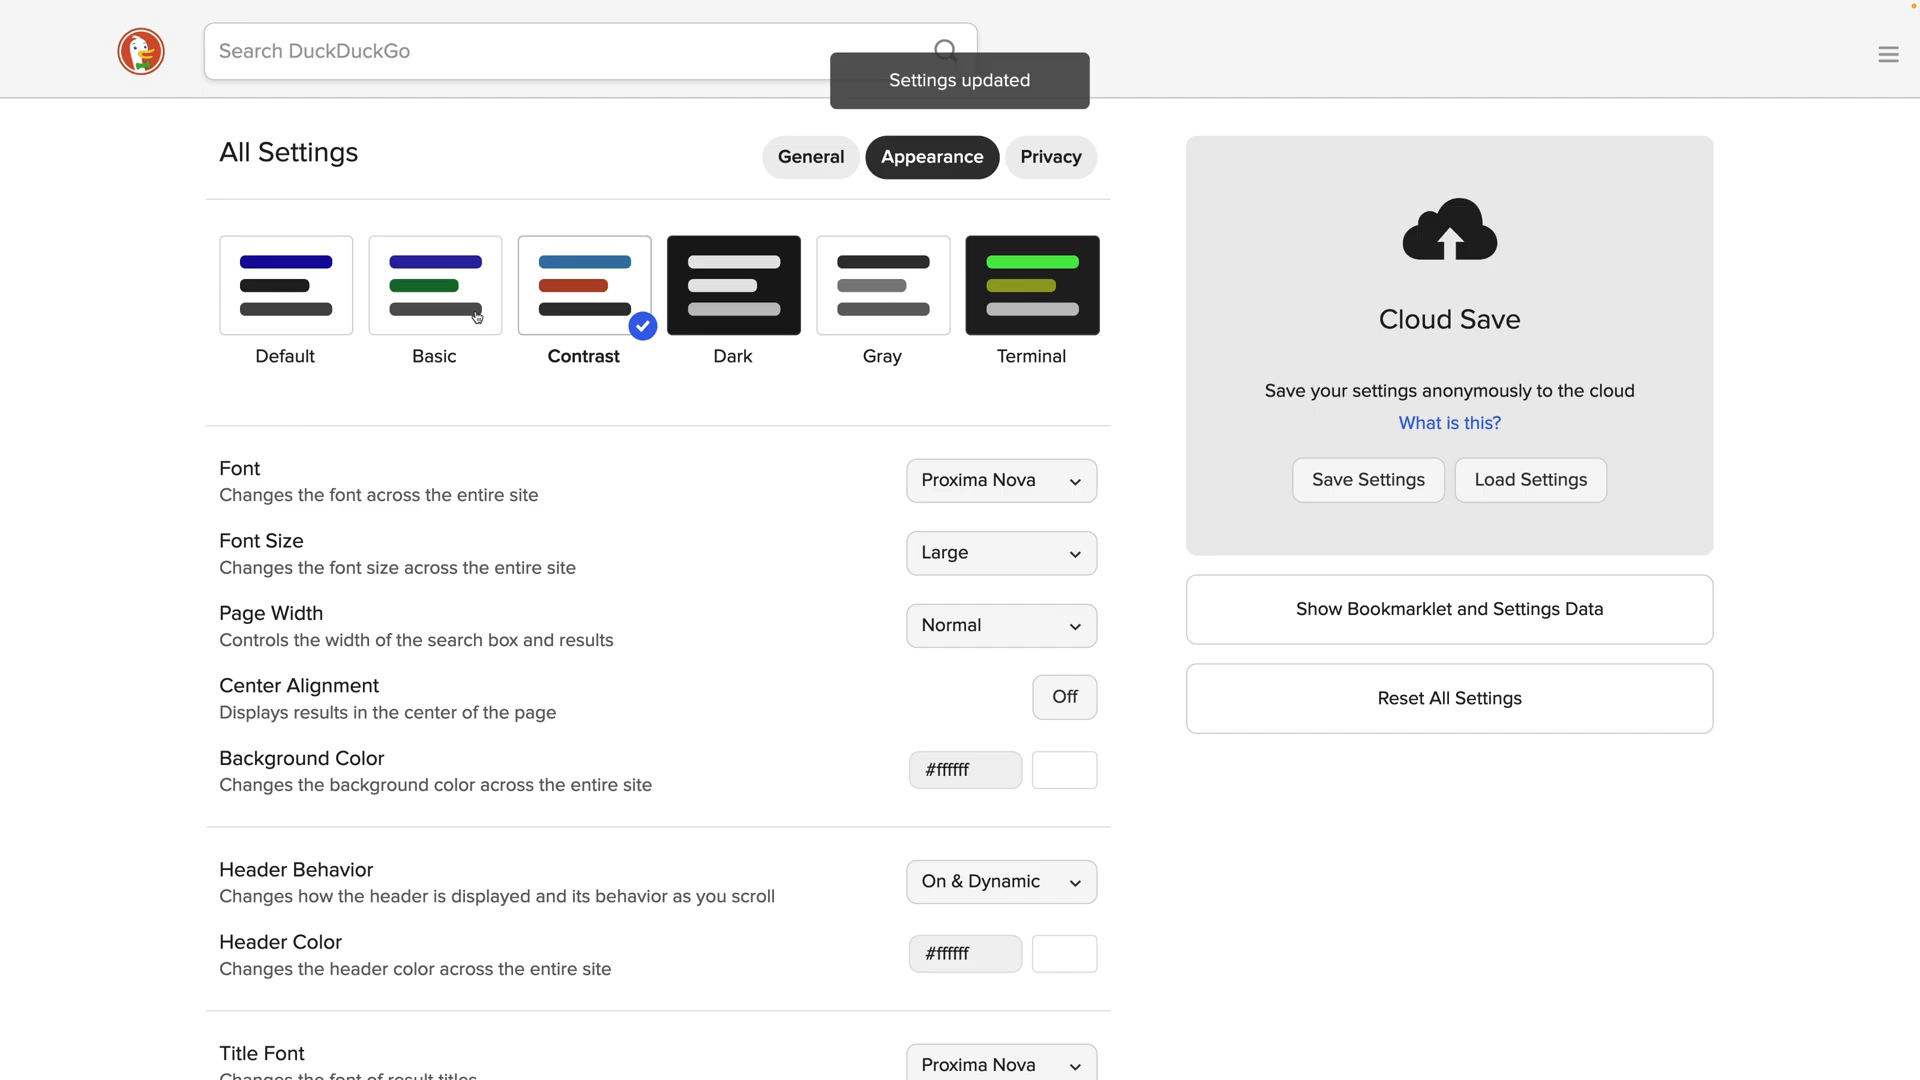 Search DuckDuckGo
Settings updated
All Settings
General
Appearance
Privacy
Default
Basic
Contrast
Dark
Gray
Terminal
Font
Changes the font across the entire site
Proxima Nova
Font Size
Changes the font size across the entire site
Large
Page Width
Controls the width of the search box and results
Normal
Center Alignment
Displays results in the center of the page
Off
Background Color
Changes the background color across the entire site
#ffffff
Header Behavior
Changes how the header is displayed and its behavior as you scroll
On & Dynamic
Header Color
Changes the header color across the entire site
#ffffff
Title Font
Changes the font of result titles
Proxima Nova
Cloud Save
Save your settings anonymously to the cloud
What is this?
Save Settings
Load Settings
Show Bookmarklet and Settings Data
Reset All Settings